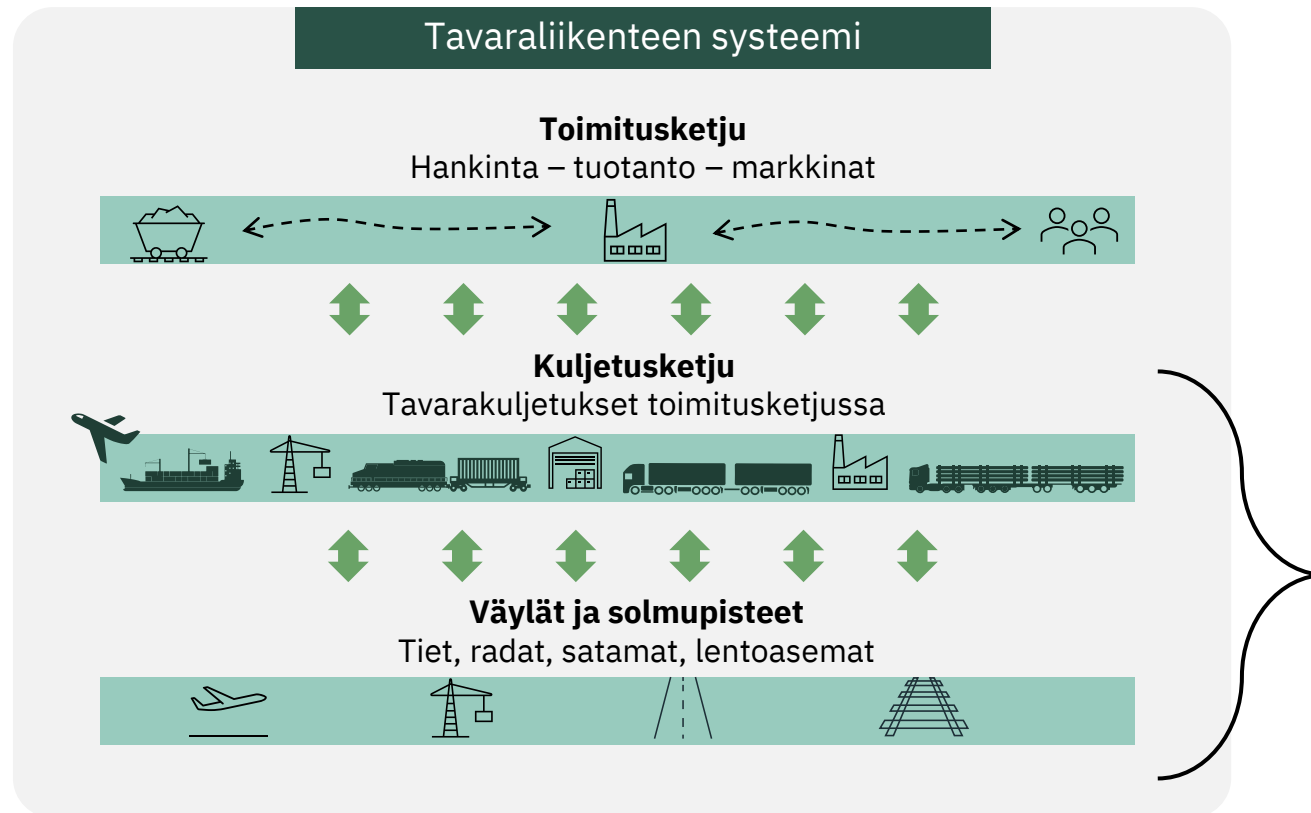 Tavaraliikenteen systeemi
Toimitusketju
Hankinta – tuotanto – markkinat
Kuljetusketju
Tavarakuljetukset toimitusketjussa
Väylät ja solmupisteet
Tiet, radat, satamat, lentoasemat